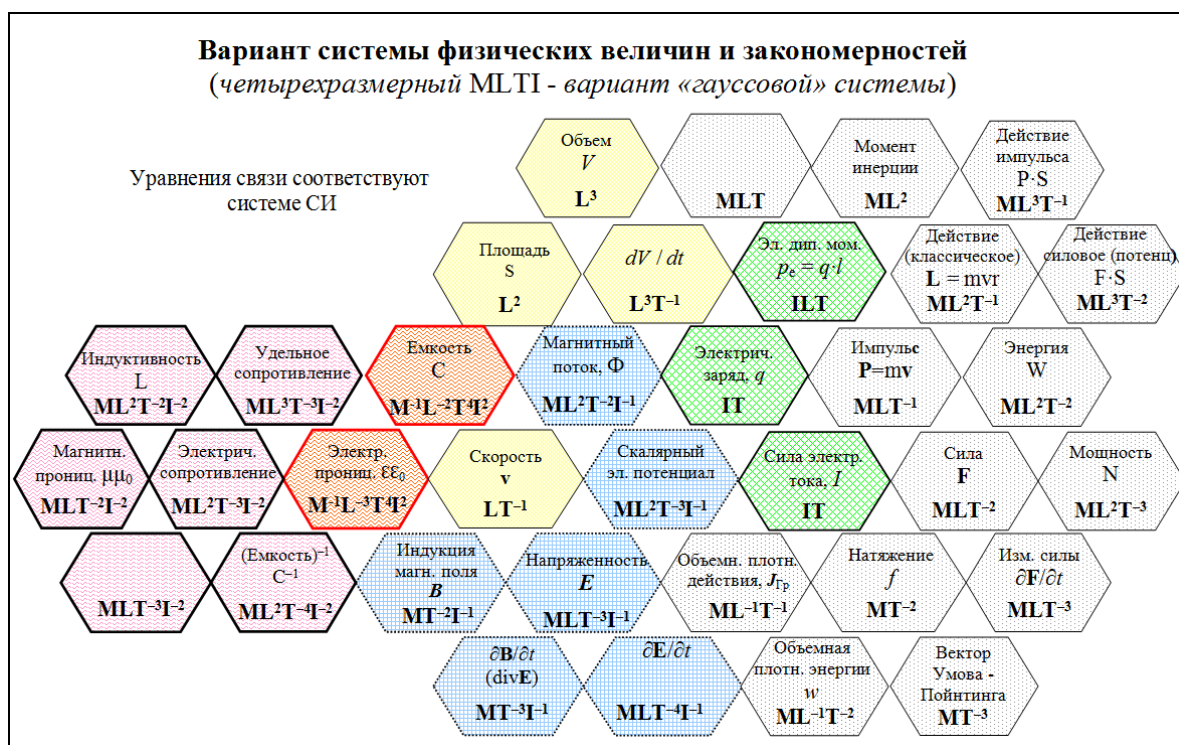 Вариант системы физических величин и закономерностей
(четырехразмерный MLTI - вариант «гауссовой» системы)
Уравнения связи соответствуют
системе СИ
Объем
V
L³
MLT
Момент
инерции
ML²
Действие
импульса
P·S
ML³T⁻¹
Площадь
S
L²
dV / dt
L³T⁻¹
Эл. дип. мом.
pₑ = q·l
ILT
Действие
(классическое)
L = mvr
ML²T⁻¹
Действие
силовое (потенц)
F·S
ML³T⁻²
Индуктивность
L
ML²T⁻²I⁻²
Удельное
сопротивление
ML³T⁻³I⁻²
Емкость
C
M⁻¹L⁻²T⁴I²
Магнитный
поток, Φ
ML²T⁻²I⁻¹
Электрич.
заряд, q
IT
Импульс
P=mv
MLT⁻¹
Энергия
W
ML²T⁻²
Магнитн.
прониц. μμ₀
MLT⁻²I⁻²
Электрич.
сопротивление
ML²T⁻³I⁻²
Электр.
прониц. εε₀
M⁻¹L⁻³T⁴I²
Скорость
v
LT⁻¹
Скалярный
эл. потенциал
ML²T⁻³I⁻¹
Сила электр.
тока, I
IT
Сила
F
MLT⁻²
Мощность
N
ML²T⁻³
MLT⁻³I⁻²
(Емкость)⁻¹
C⁻¹
ML²T⁻⁴I⁻²
Индукция
магн. поля
B
MT⁻²I⁻¹
Напряженность
E
MLT⁻³I⁻¹
Объемн. плотн.
действия, J_Гр
ML⁻¹T⁻¹
Натяжение
f
MT⁻²
Изм. силы
∂F/∂t
MLT⁻³
∂B/∂t
(divE)
MT⁻³I⁻¹
∂E/∂t
MLT⁻⁴I⁻¹
Объемная
плотн. энергии
w
ML⁻¹T⁻²
Вектор
Умова -
Пойнтинга
MT⁻³